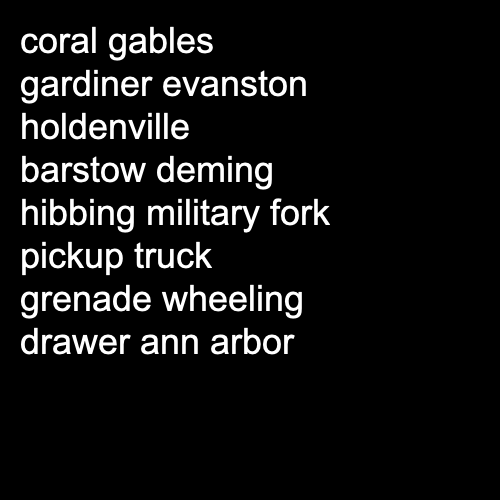 coral gables
gardiner evanston
holdenville
barstow deming
hibbing military fork
pickup truck
grenade wheeling
drawer ann arbor